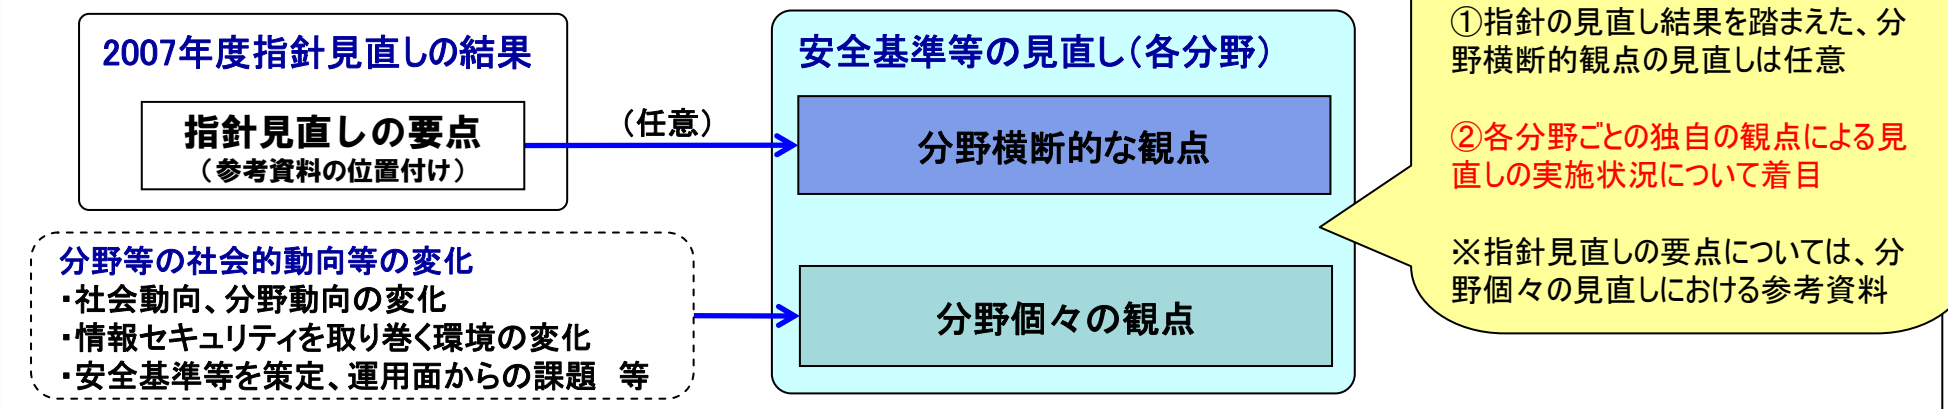 2007年度指針見直しの結果
指針見直しの要点
（参考資料の位置付け）
（任意）
分野等の社会的動向等の変化
・社会動向、分野動向の変化
・情報セキュリティを取り巻く環境の変化
・安全基準等を策定、運用面からの課題　等
安全基準等の見直し（各分野）
分野横断的な観点
分野個々の観点
①指針の見直し結果を踏まえた、分
野横断的観点の見直しは任意
②各分野ごとの独自の観点による見
直しの実施状況について着目
※指針見直しの要点については、分
野個々の見直しにおける参考資料